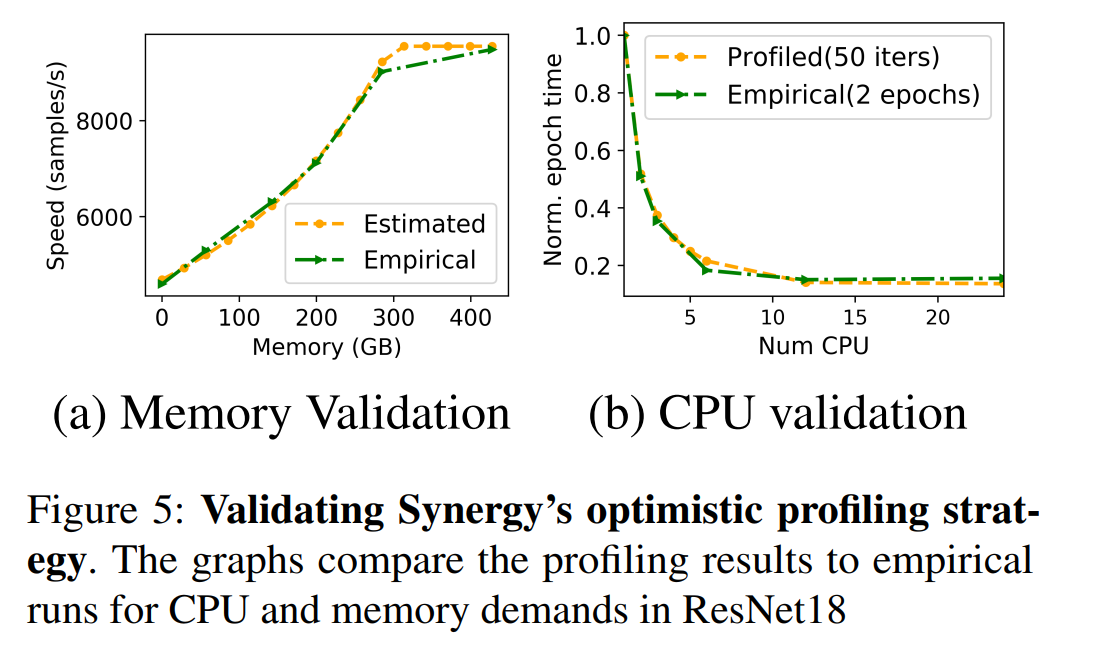 Speed (samples/s)
8000
6000
Estimated
Empirical
0 100 200 300 400
Memory (GB)
Norm. epoch time
1.0
0.8
0.6
0.4
0.2
Profiled(50 iters)
Empirical(2 epochs)
5 10 15 20
Num CPU
(a) Memory Validation
(b) CPU validation
Figure 5: Validating Synergy's optimistic profiling strat-
egy. The graphs compare the profiling results to empirical
runs for CPU and memory demands in ResNet18